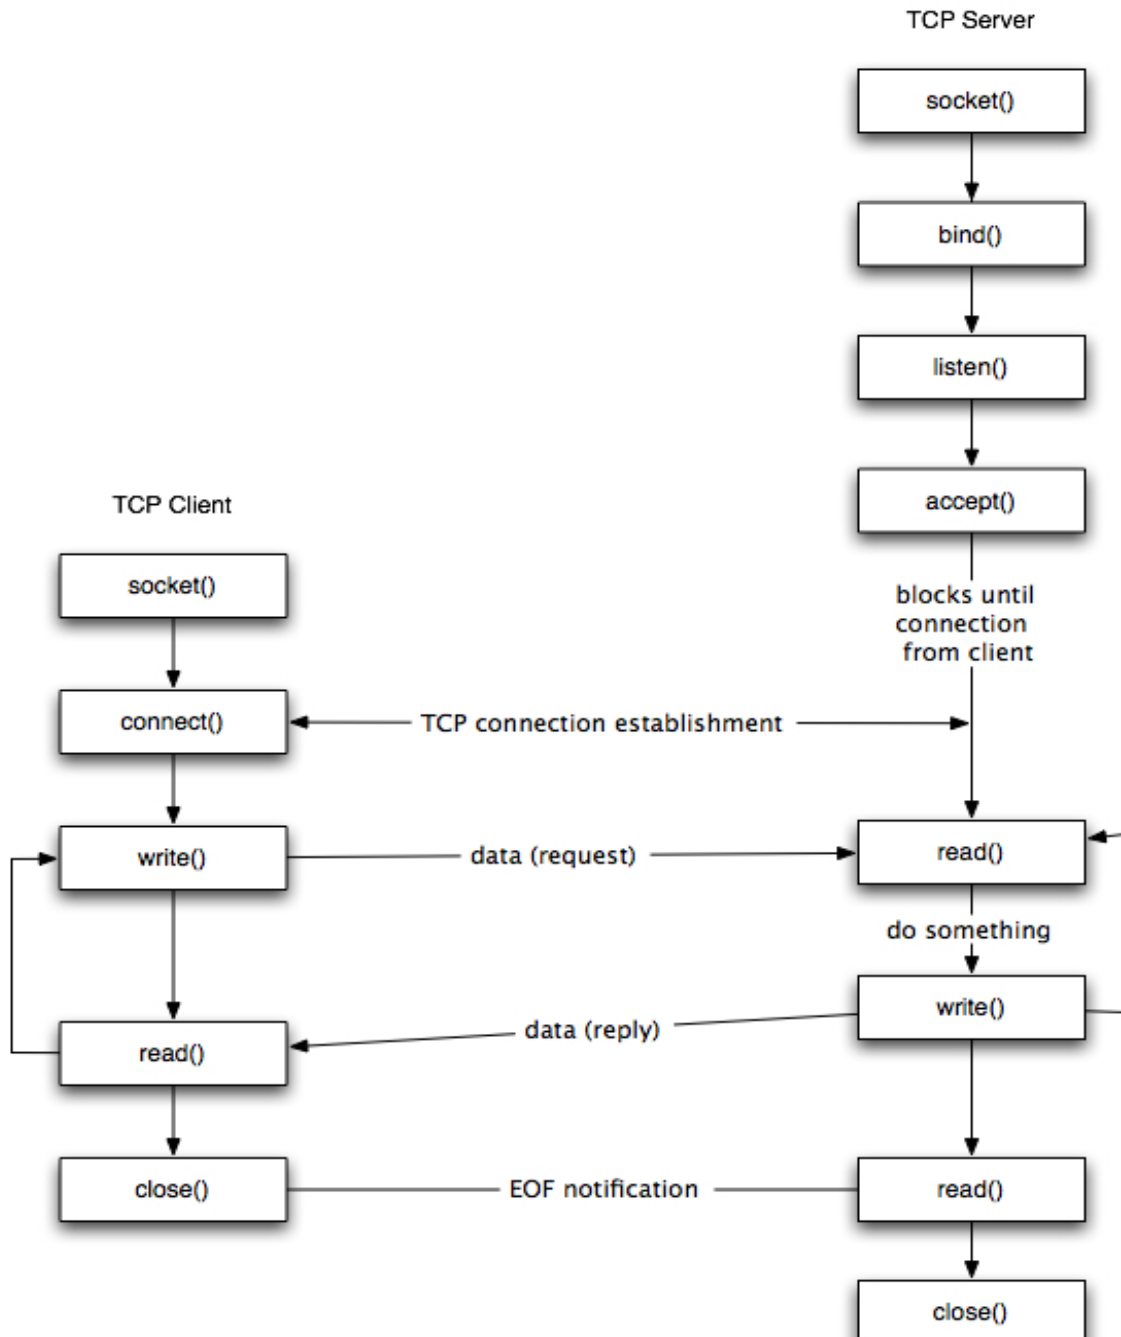 TCP Server
socket()
bind()
listen()
accept()
blocks until
connection
from client
TCP Client
socket()
connect()
TCP connection establishment
write()
data (request)
read()
do something
write()
data (reply)
read()
close()
EOF notification
read()
close()